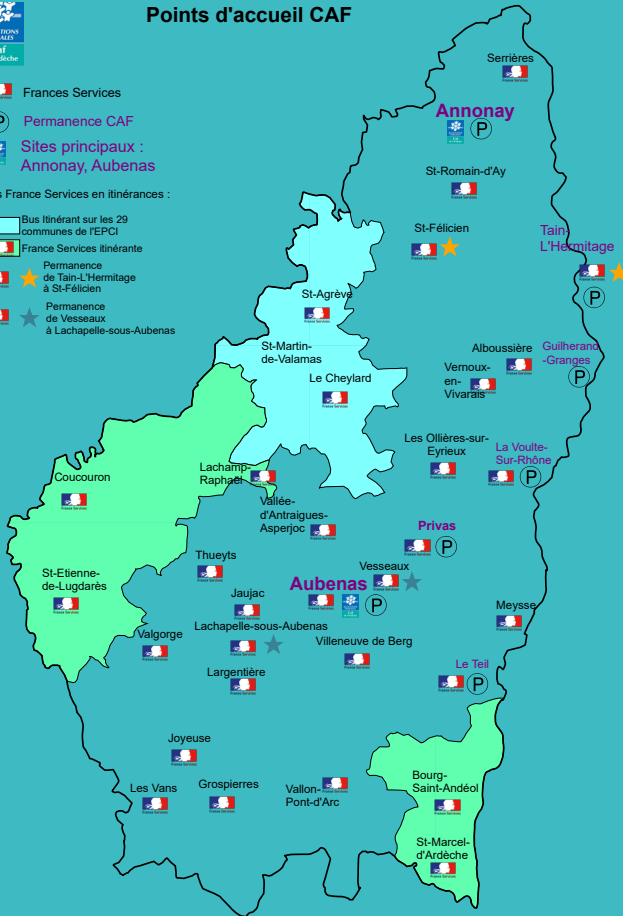 Points d'accueil CAF
Frances Services
P Permanence CAF
Sites principaux :
Annonay, Aubenas
France Services en itinérances :
Bus Itinérant sur les 29
communes de l'EPCI
France Services itinérante
Permanence
de Tain-L'Hermitage
à St-Félicien
Permanence
de Vesseaux
à Lachapelle-sous-Aubenas
Serrières
Annonay
P
St-Romain-d'Ay
St-Félicien
Tain-
L'Hermitage
P
St-Agrève
St-Martin-
de-Valamas
Le Cheylard
Alboussière
Guilherand
-Granges
P
Vernoux-
en-
Vivarais
Les Ollières-sur-
Eyrieux
La Voulte-
Sur-Rhône
P
Coucouron
Lachamp-
Raphaël
Vallée-
d'Antraigues-
Asperjoc
Privas
P
Thueyts
St-Etienne-
de-Lugdarès
Aubenas
P
Vesseaux
Jaujac
Meysse
Lachapelle-sous-Aubenas
Valgorge
Villeneuve de Berg
Largentière
Le Teil
P
Joyeuse
Les Vans
Grospierres
Vallon-
Pont-d'Arc
Bourg-
Saint-Andéol
St-Marcel-
d'Ardèche